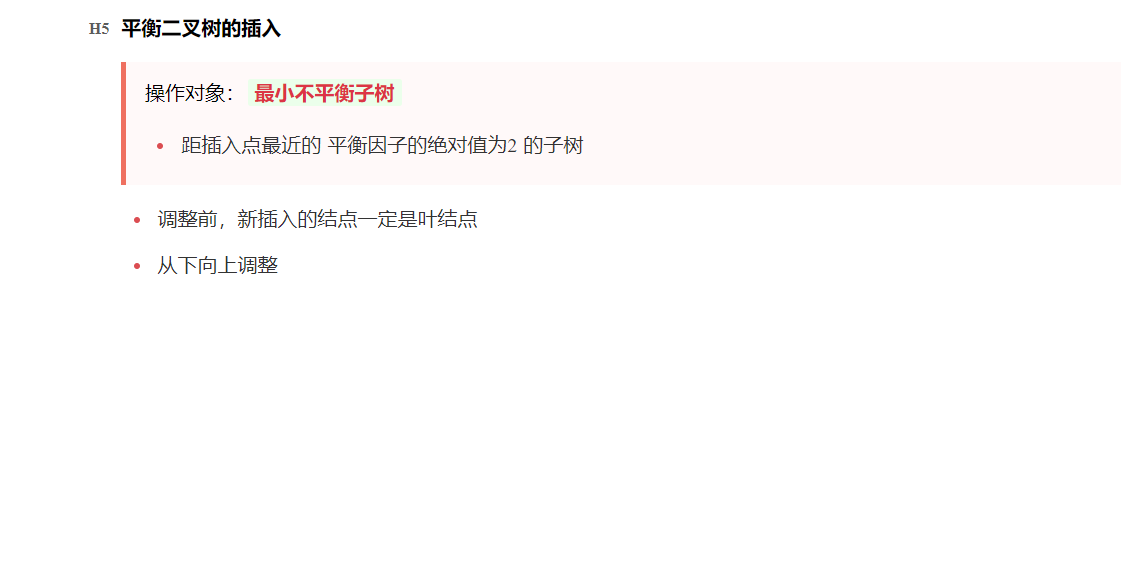 H5 平衡二叉树的插入
操作对象： 最小不平衡子树
距插入点最近的 平衡因子的绝对值为2 的子树
调整前，新插入的结点一定是叶结点
从下向上调整